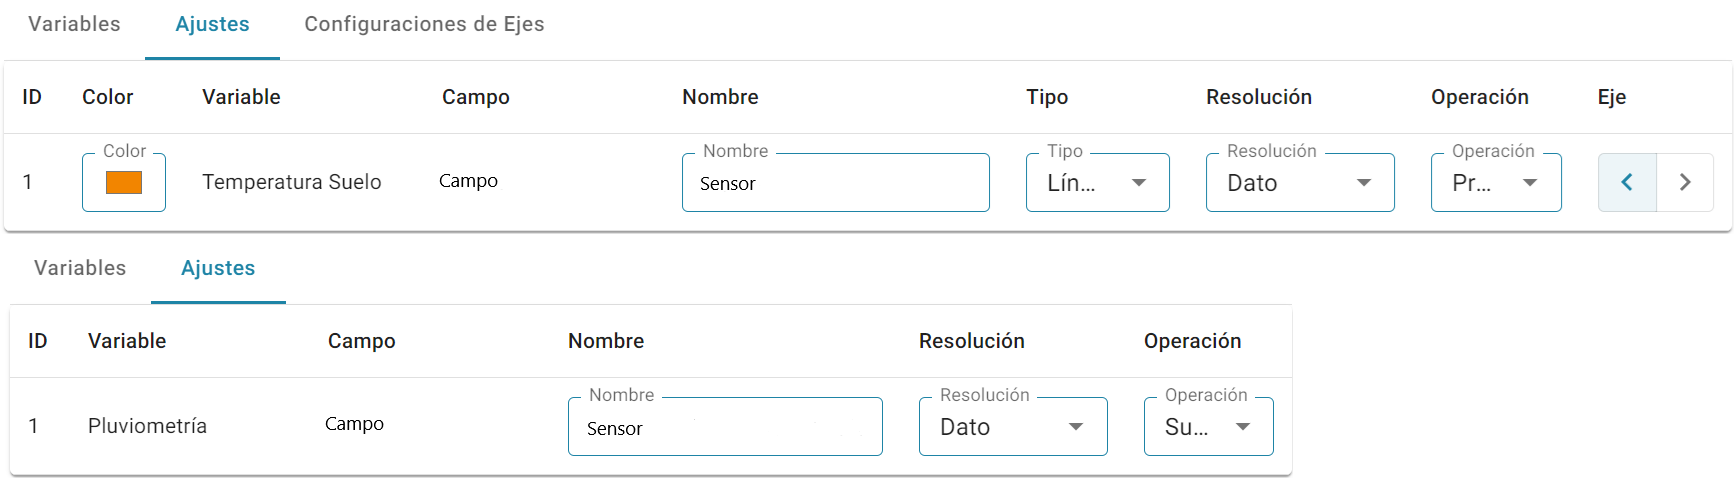 Variables Ajustes Configuraciones de Ejes
ID Color Variable Campo Nombre Tipo Resolución Operación Eje
Color Nombre Tipo Resolución Operación
1 Temperatura Suelo Campo Sensor Lín... Dato Pr...
Variables Ajustes
ID Variable Campo Nombre Resolución Operación
Nombre Resolución Operación
1 Pluviometría Campo Sensor Dato Su...